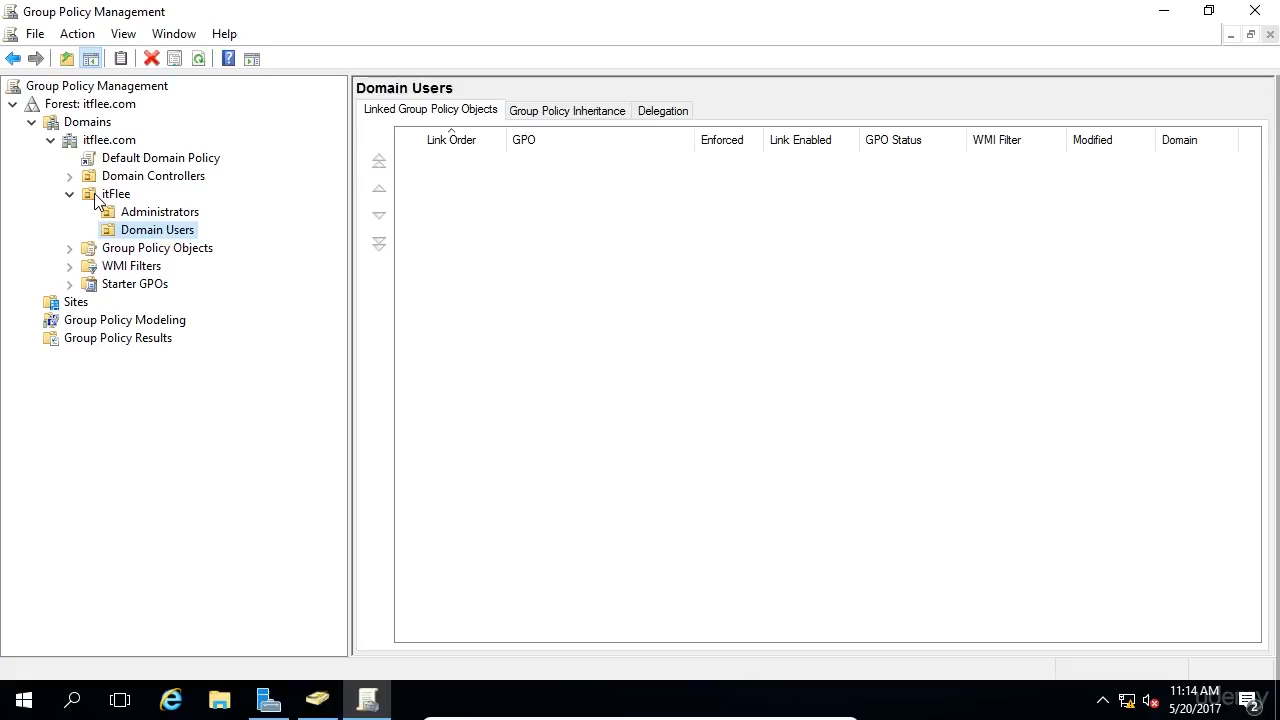 Group Policy Management
File Action View Window Help
Group Policy Management
Forest: itflee.com
Domains
itflee.com
Default Domain Policy
Domain Controllers
itFlee
Administrators
Domain Users
Group Policy Objects
WMI Filters
Starter GPOs
Sites
Group Policy Modeling
Group Policy Results
Domain Users
Linked Group Policy Objects Group Policy Inheritance Delegation
Link Order GPO Enforced Link Enabled GPO Status WMI Filter Modified Domain
11:14 AM
5/20/2017
2
udemy